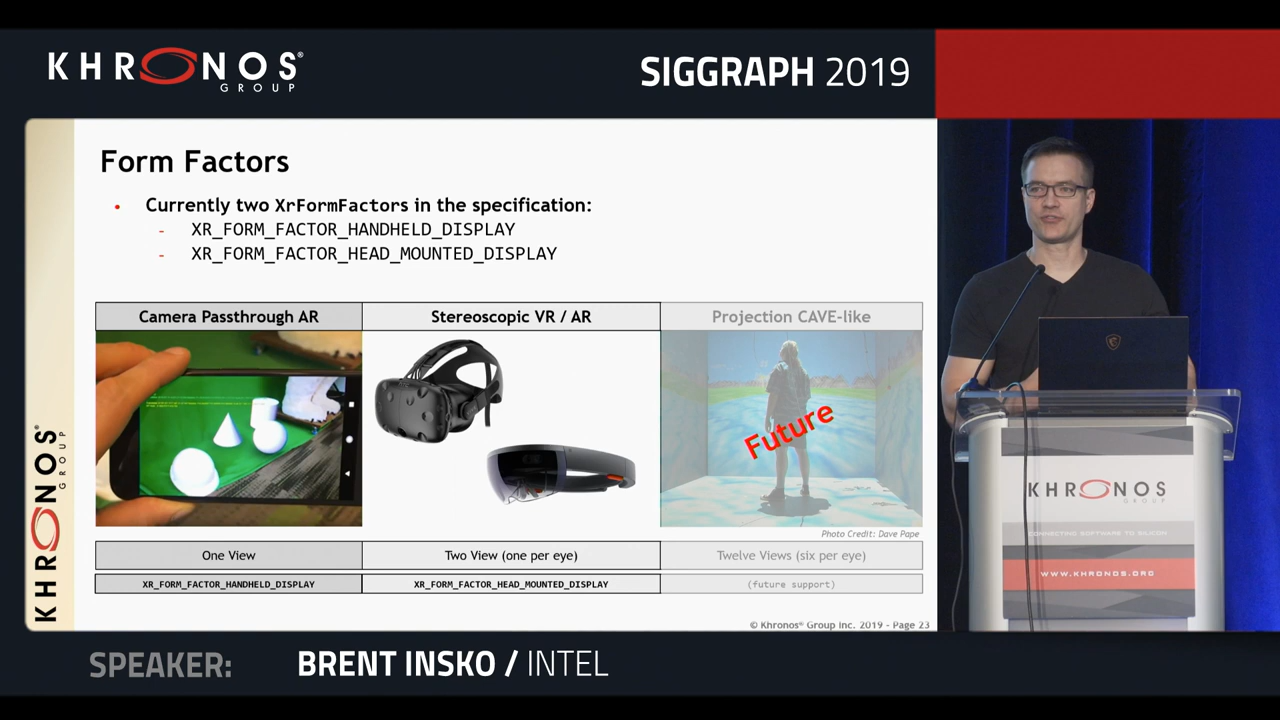 KHRONOS®
GROUP
SIGGRAPH 2019
Form Factors
• Currently two XrFormFactors in the specification:
- XR_FORM_FACTOR_HANDHELD_DISPLAY
- XR_FORM_FACTOR_HEAD_MOUNTED_DISPLAY
Camera Passthrough AR
Stereoscopic VR / AR
Projection CAVE-like
Future
Photo Credit: Dave Pape
One View
Two View (one per eye)
Twelve Views (six per eye)
XR_FORM_FACTOR_HANDHELD_DISPLAY
XR_FORM_FACTOR_HEAD_MOUNTED_DISPLAY
(future support)
© Khronos® Group Inc. 2019 - Page 23
KHRONOS®
GROUP
KHRONOS
GROUP
CONNECTING SOFTWARE TO SILICON
WWW.KHRONOS.ORG
SPEAKER: BRENT INSKO / INTEL